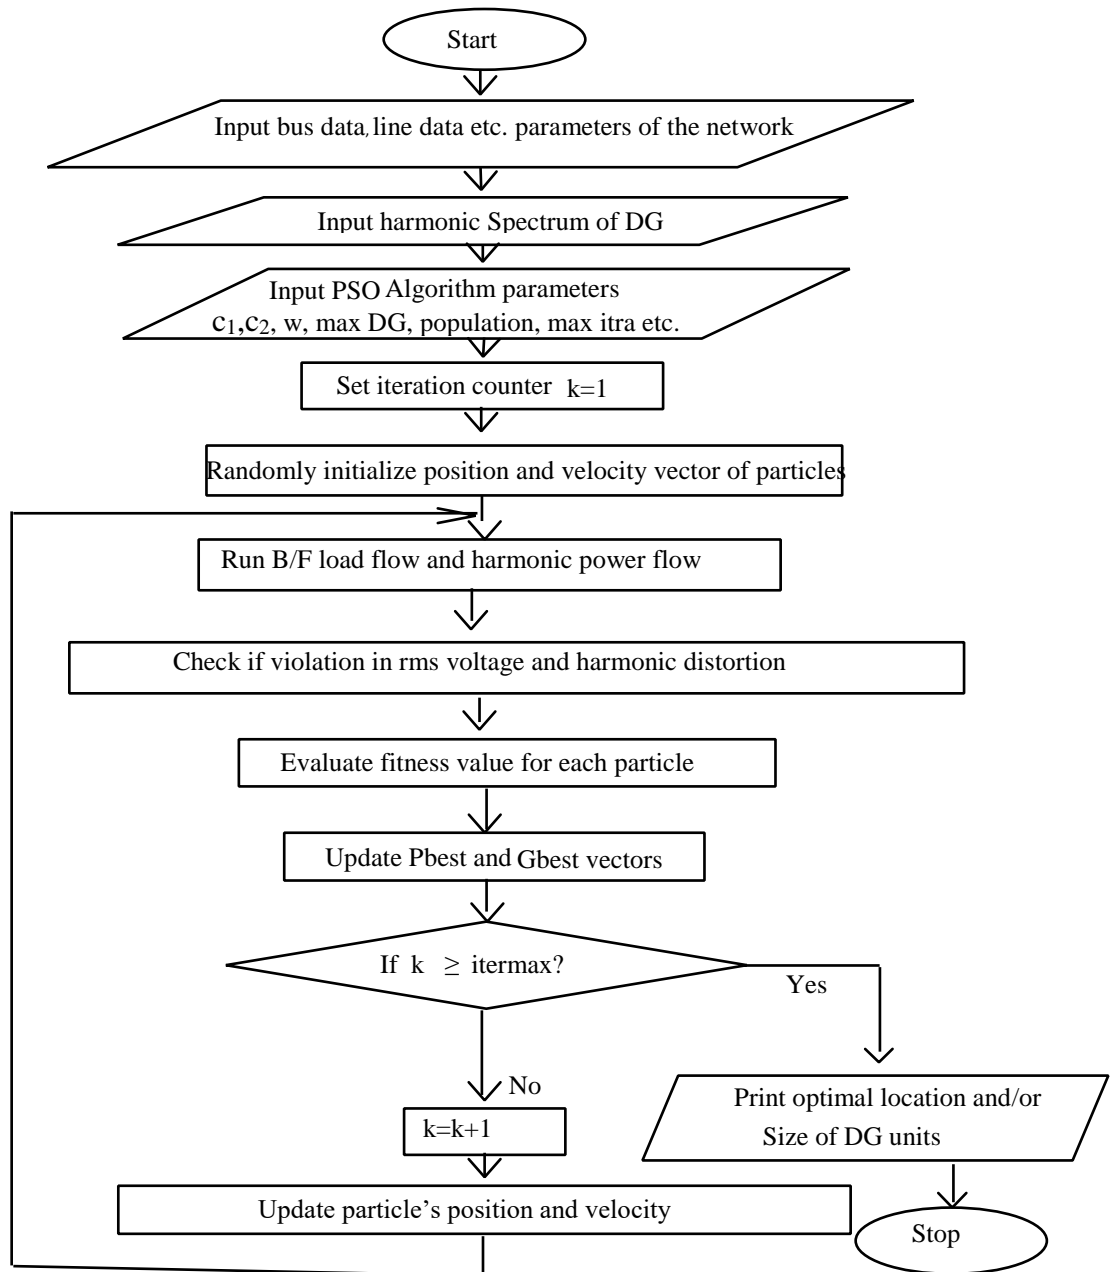 Start
Input bus data, line data etc. parameters of the network
Input harmonic Spectrum of DG
Input PSO Algorithm parameters
c1,c2, w, max DG, population, max itra etc.
Set iteration counter k=1
Randomly initialize position and velocity vector of particles
Run B/F load flow and harmonic power flow
Check if violation in rms voltage and harmonic distortion
Evaluate fitness value for each particle
Update Pbest and Gbest vectors
If k ≥ itermax?
Yes
No
Print optimal location and/or
Size of DG units
k=k+1
Update particle’s position and velocity
Stop